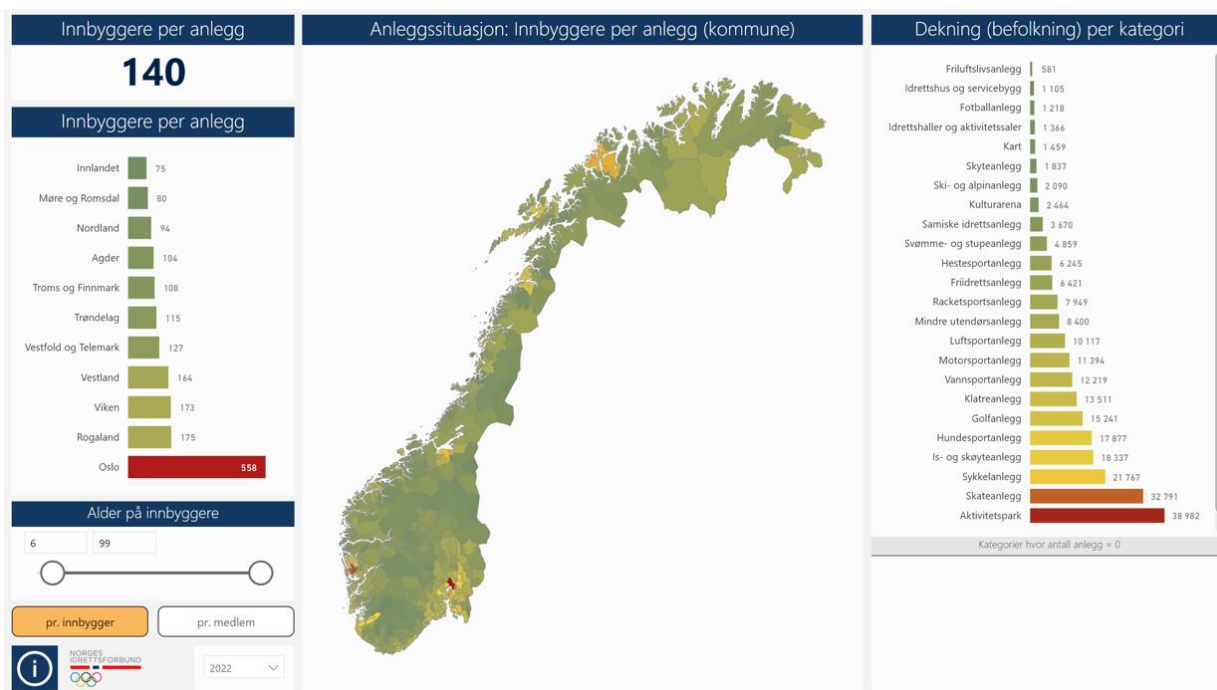 Innbyggere per anlegg
140
Innbyggere per anlegg
Innlandet 75
Møre og Romsdal 80
Nordland 94
Agder 104
Troms og Finnmark 108
Trøndelag 115
Vestfold og Telemark 127
Vestland 164
Viken 173
Rogaland 175
Oslo 558
Alder på innbyggere
6 99
pr. innbygger pr. medlem
NORGES
IDRETTSFORBUND
2022
Anleggssituasjon: Innbyggere per anlegg (kommune)
Dekning (befolkning) per kategori
Friluftslivsanlegg 581
Idrettshus og servicebygg 1 105
Fotballanlegg 1 218
Idrettshaller og aktivitetssaler 1 366
Kart 1 459
Skyteanlegg 1 837
Ski- og alpinanlegg 2 090
Kulturarena 2 464
Samiske idrettsanlegg 3 670
Svømme- og stupeanlegg 4 859
Hestesportanlegg 6 245
Friidrettsanlegg 6 421
Racketsportsanlegg 7 949
Mindre utendørsanlegg 8 400
Luftsportanlegg 10 117
Motorsportanlegg 11 394
Vannsportanlegg 12 219
Klatreanlegg 13 511
Golfanlegg 15 241
Hundesportanlegg 17 877
Is- og skøyteanlegg 18 337
Sykkelanlegg 21 767
Skateanlegg 32 791
Aktivitetspark 38 982
Kategorier hvor antall anlegg = 0